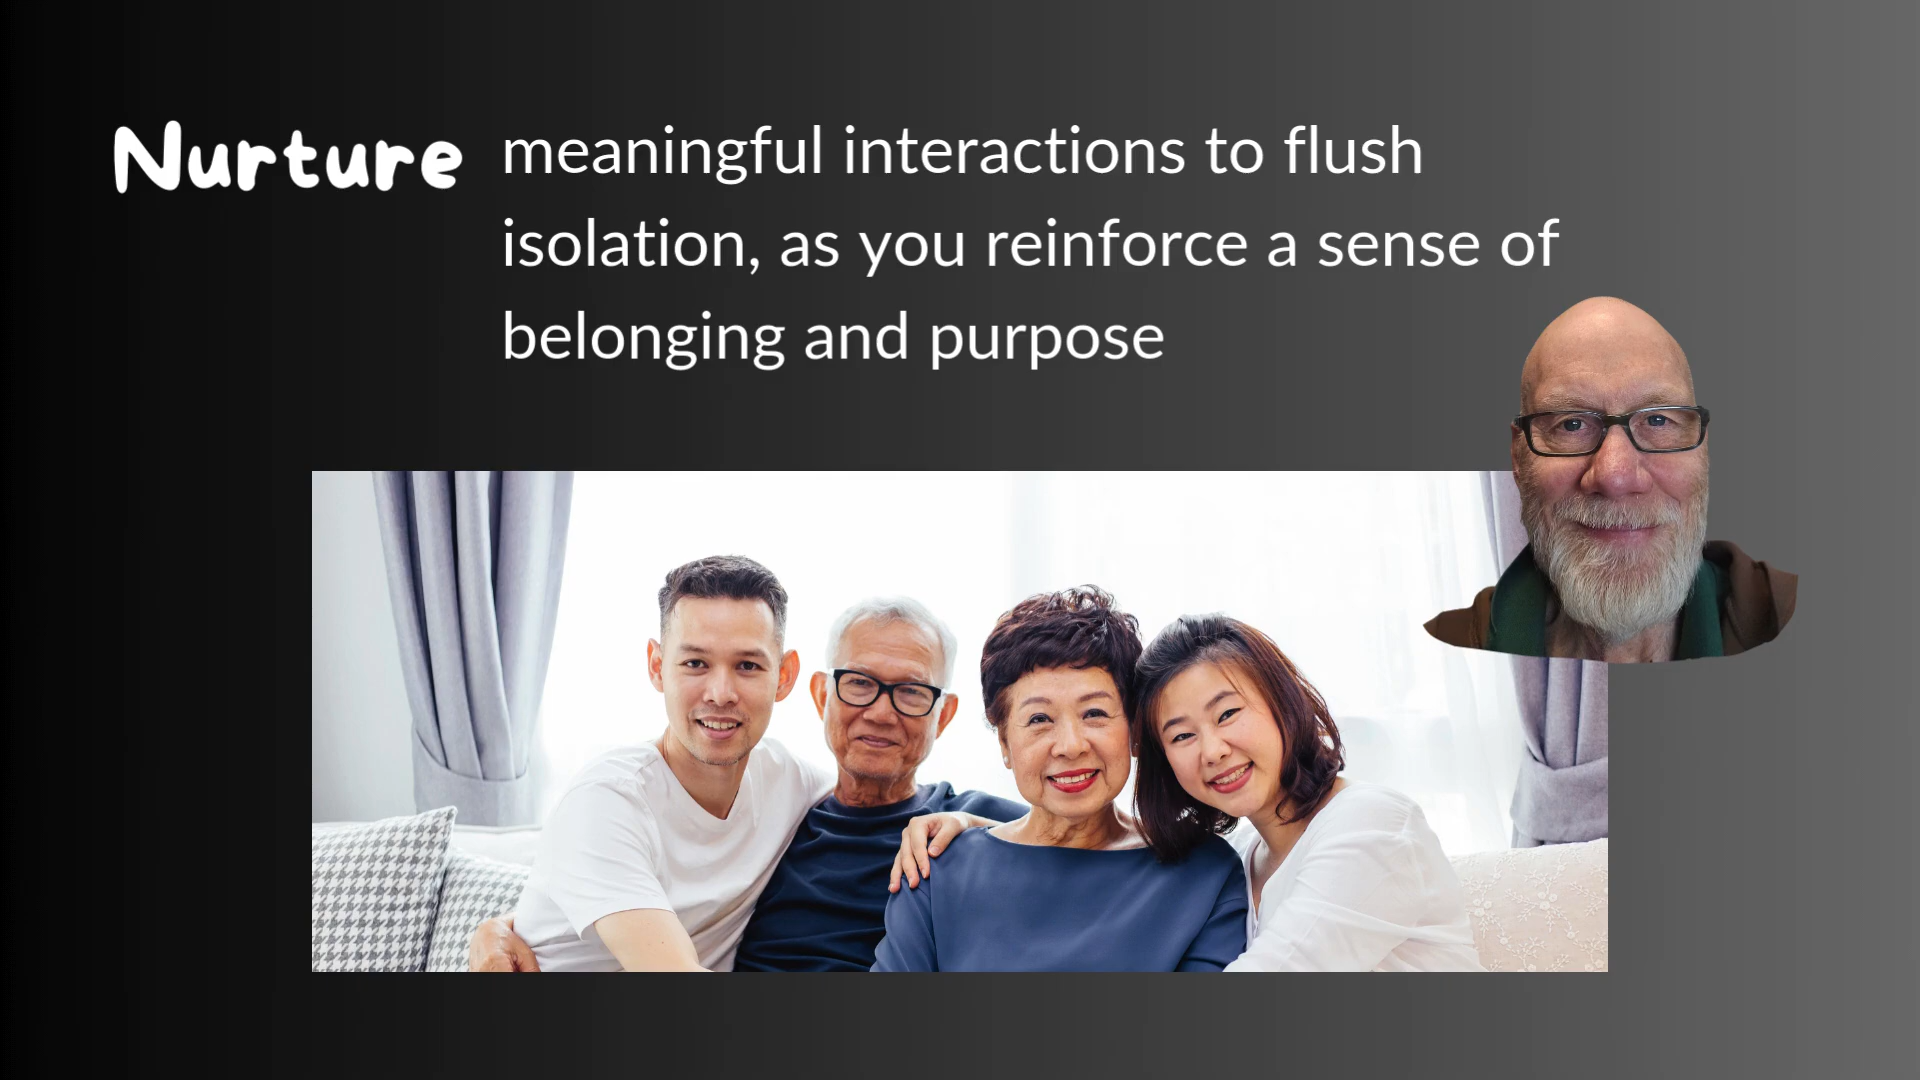 Nurture meaningful interactions to flush
isolation, as you reinforce a sense of
belonging and purpose